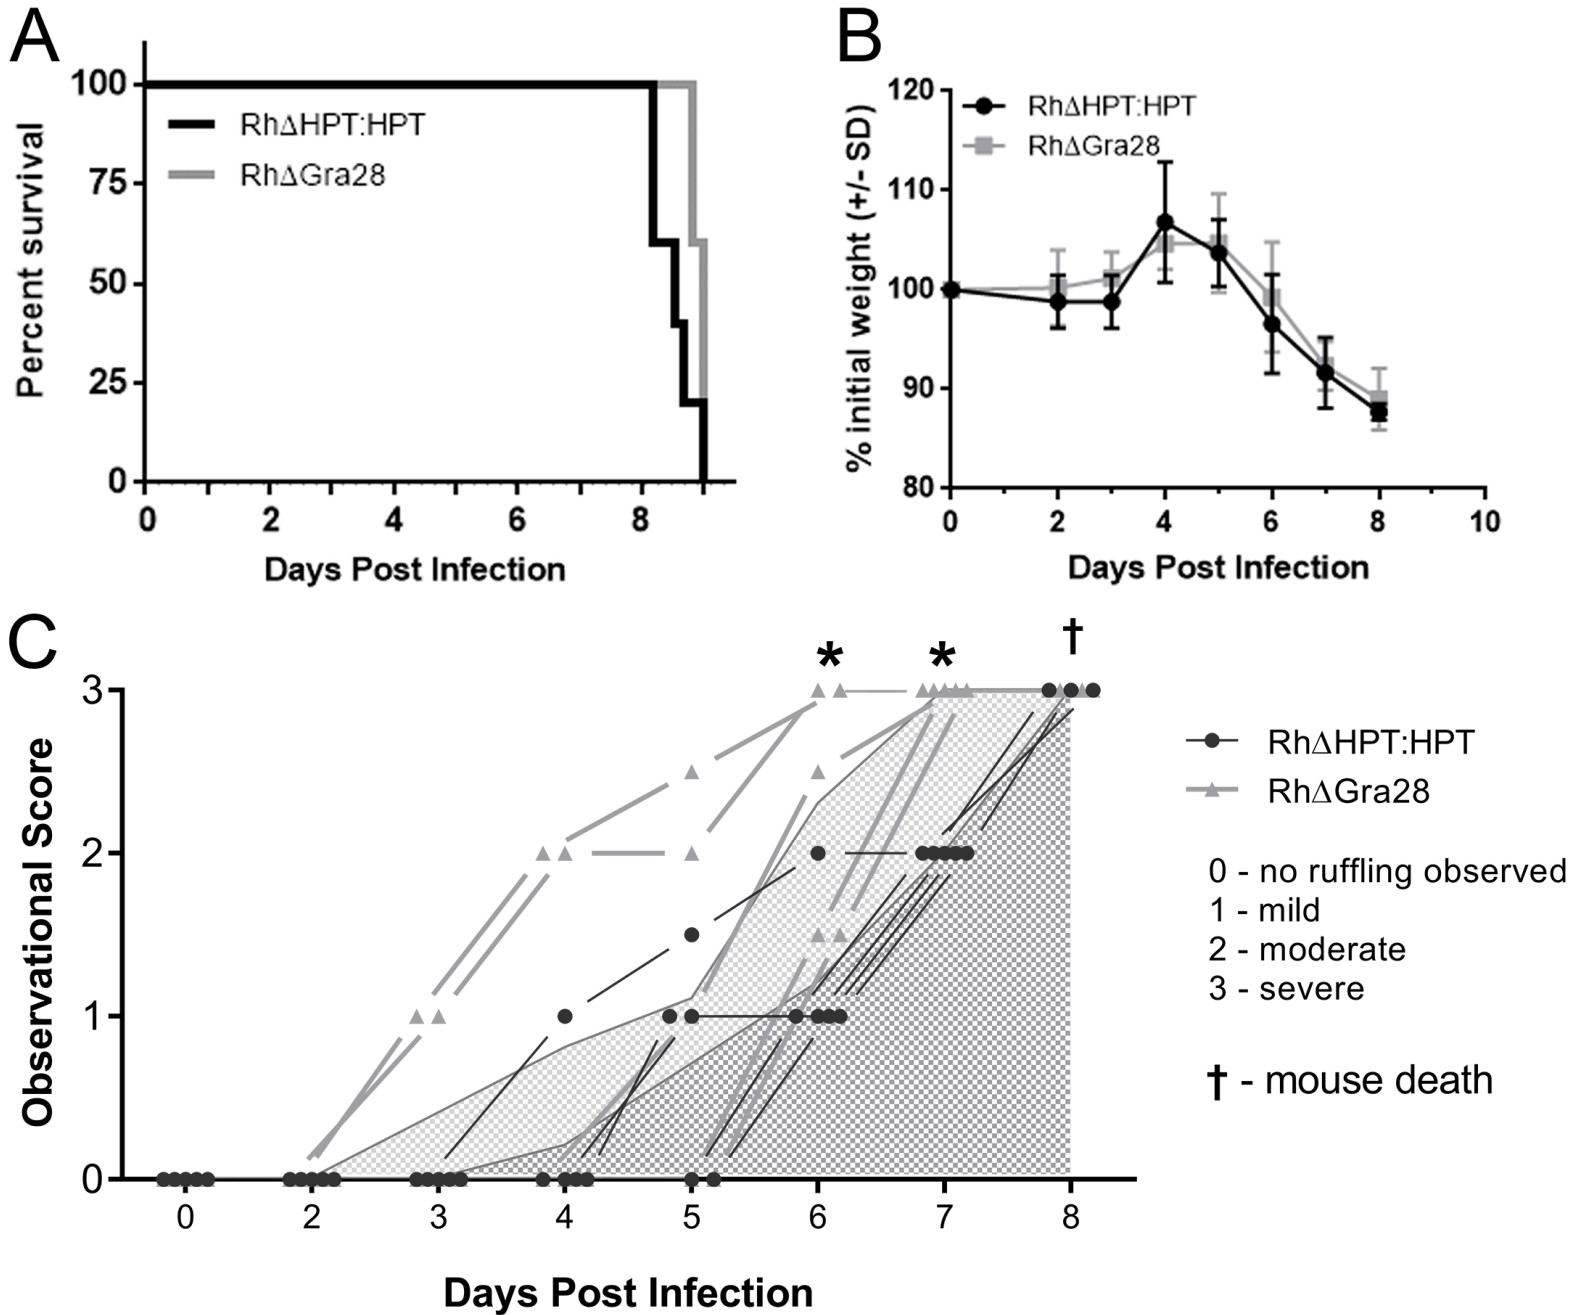 A
Percent survival
100
75
50
25
0
RhΔHPT:HPT
RhΔGra28
0 2 4 6 8
Days Post Infection
B
% initial weight (+/- SD)
120
110
100
90
80
RhΔHPT:HPT
RhΔGra28
0 2 4 6 8 10
Days Post Infection
C
Observational Score
* * †
3
2
1
0
0 2 3 4 5 6 7 8
Days Post Infection
RhΔHPT:HPT
RhΔGra28
0 - no ruffling observed
1 - mild
2 - moderate
3 - severe
† - mouse death